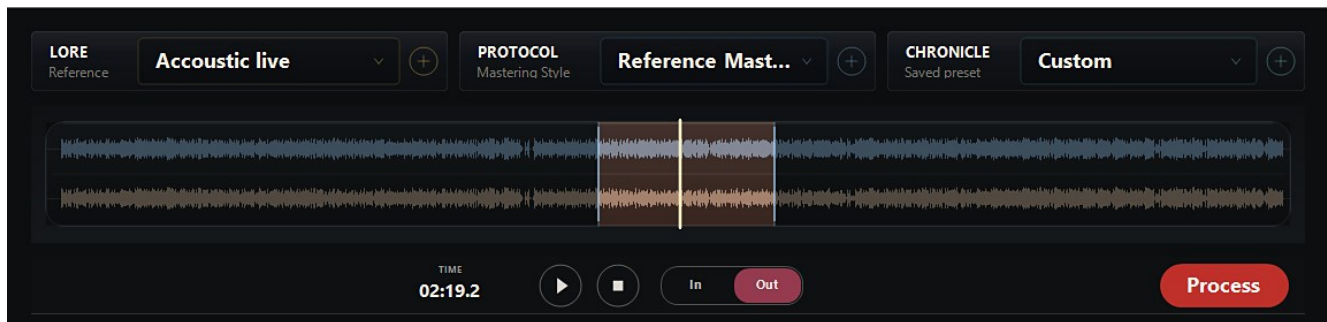 LORE
Reference
Accoustic live
PROTOCOL
Mastering Style
Reference Mast...
CHRONICLE
Saved preset
Custom
TIME
02:19.2
In
Out
Process